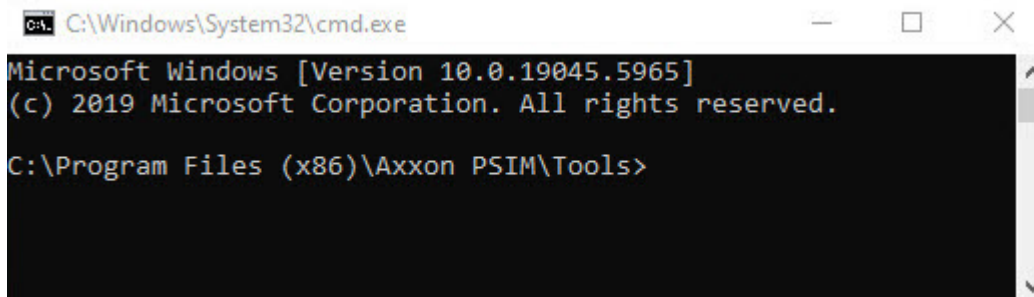 C:\Windows\System32\cmd.exe
Microsoft Windows [Version 10.0.19045.5965]
(c) 2019 Microsoft Corporation. All rights reserved.
C:\Program Files (x86)\Axxon PSIM\Tools>